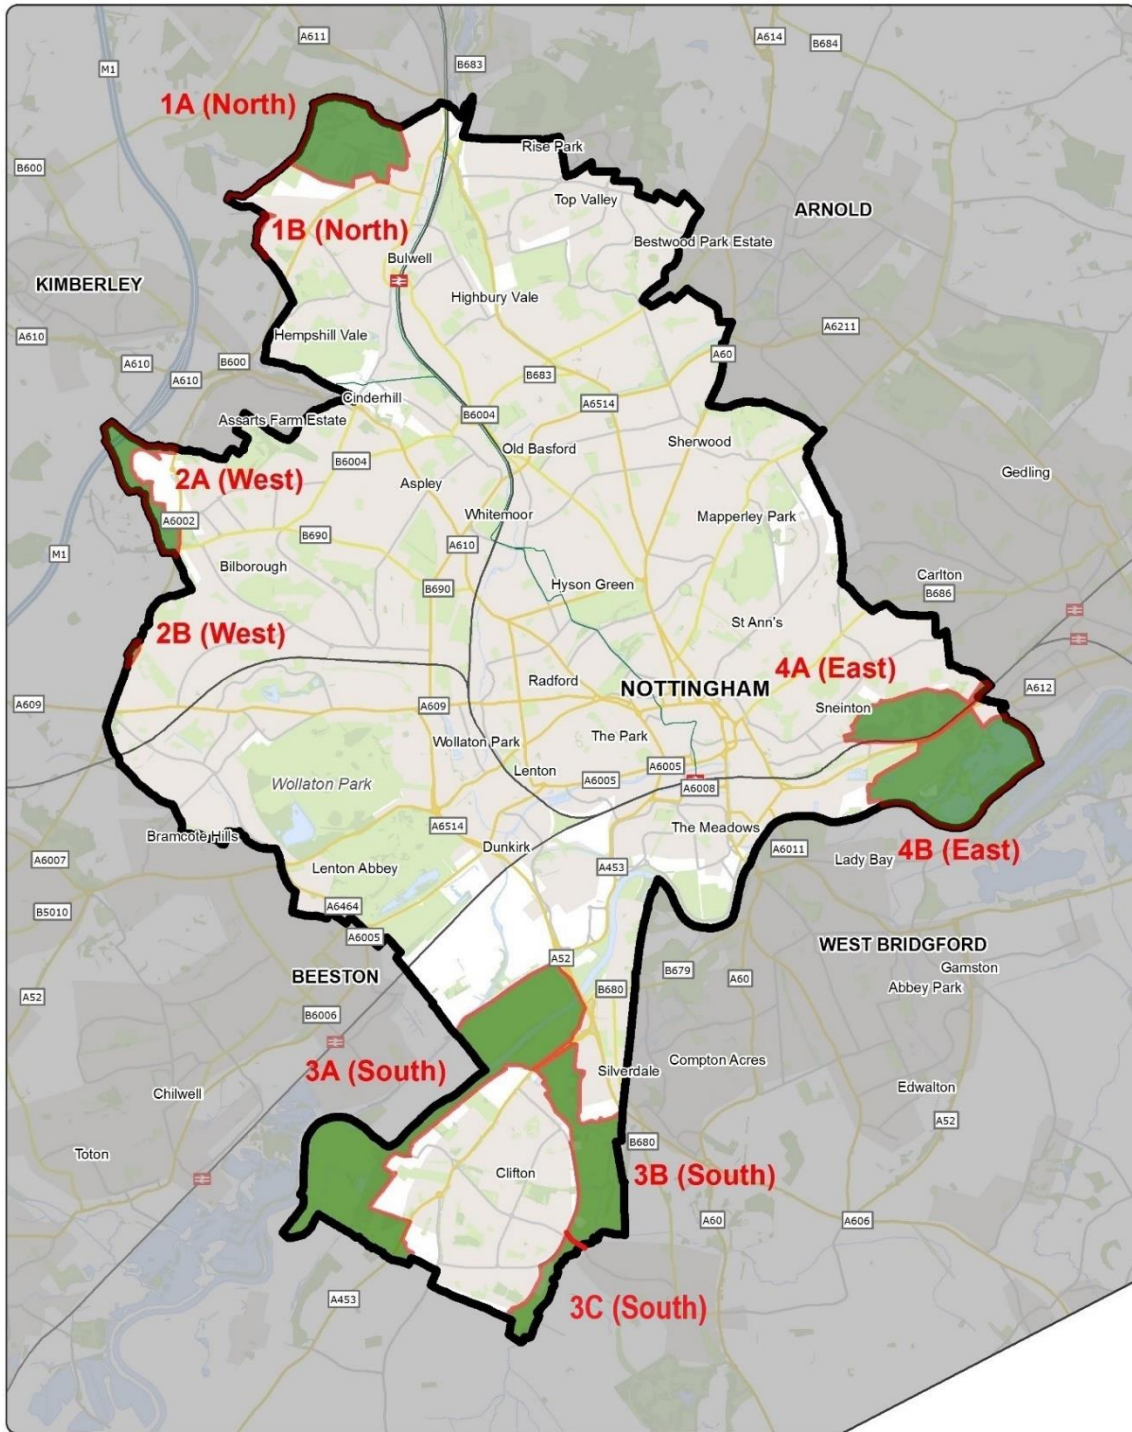 A611
A614
B684
M1
B683
1A (North)
Rise Park
B600
Top Valley
ARNOLD
1B (North)
Bestwood Park Estate
Bulwell
KIMBERLEY
Highbury Vale
A6211
Hempshill Vale
A610
A610
B600
A60
A610
B683
Cinderhill
A6514
B6004
Assarts Farm Estate
Sherwood
Old Basford
B6004
Gedling
2A (West)
Aspley
Whitemoor
Mapperley Park
A6002
B690
A610
M1
Bilborough
Carlton
Hyson Green
B690
B686
St Ann's
2B (West)
4A (East)
Radford
NOTTINGHAM
A612
A609
A609
Sneinton
The Park
Wollaton Park
Lenton
A6005
A6005
Wollaton Park
A6008
A6514
The Meadows
Bramcote Hills
Dunkirk
A6011
4B (East)
A6007
Lady Bay
Lenton Abbey
A453
A6464
B5010
A6005
WEST BRIDGFORD
A52
Gamston
BEESTON
B679
A60
Abbey Park
A52
B680
B6006
3A (South)
Compton Acres
Silverdale
Edwalton
Chilwell
A52
B680
Toton
Clifton
3B (South)
A60
A606
A453
3C (South)